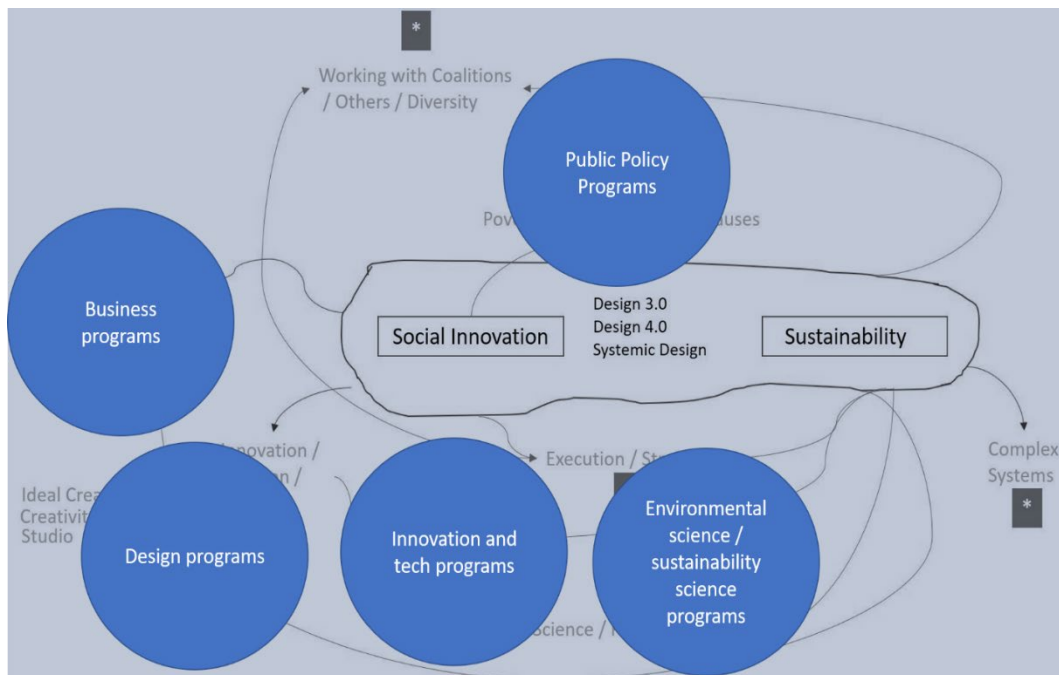 *
Working with Coalitions
/ Others / Diversity
Public Policy
Programs
Business
programs
Design 3.0
Design 4.0
Systemic Design
Social Innovation
Sustainability
Execution /
Complex
Systems
*
Ideal
Studio
Design programs
Innovation and
tech programs
Environmental
science /
sustainability
science
programs
Science /